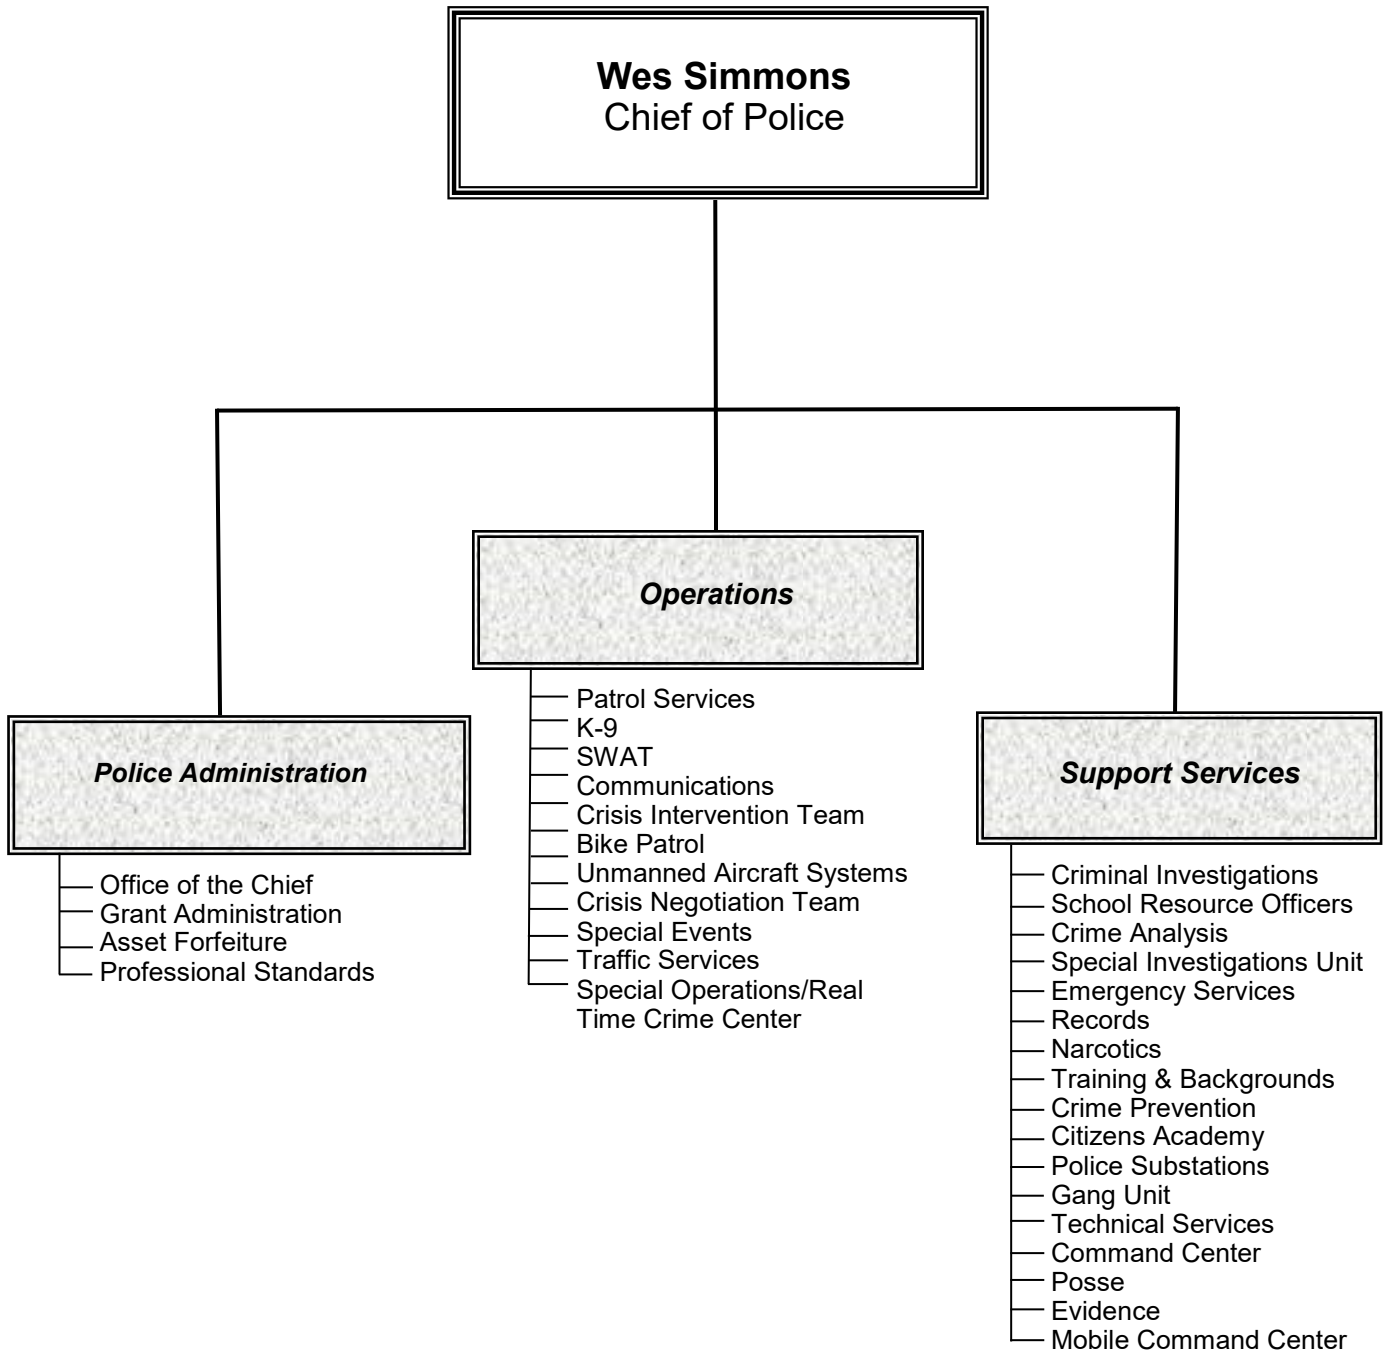 Wes Simmons
Chief of Police
Operations
Patrol Services
K-9
SWAT
Communications
Crisis Intervention Team
Bike Patrol
Unmanned Aircraft Systems
Crisis Negotiation Team
Special Events
Traffic Services
Special Operations/Real
Time Crime Center
Police Administration
Office of the Chief
Grant Administration
Asset Forfeiture
Professional Standards
Support Services
Criminal Investigations
School Resource Officers
Crime Analysis
Special Investigations Unit
Emergency Services
Records
Narcotics
Training & Backgrounds
Crime Prevention
Citizens Academy
Police Substations
Gang Unit
Technical Services
Command Center
Posse
Evidence
Mobile Command Center